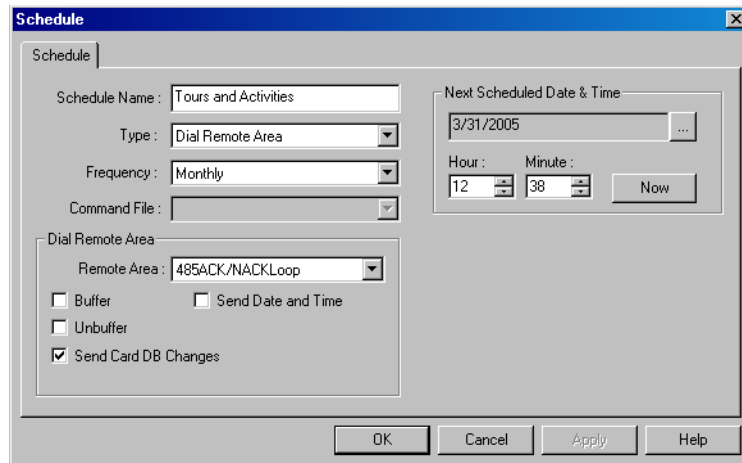 Schedule
Schedule
Schedule Name : Tours and Activities
Type : Dial Remote Area
Frequency : Monthly
Command File :
Dial Remote Area
Remote Area : 485ACK/NACKLoop
Buffer Send Date and Time
Unbuffer
Send Card DB Changes
Next Scheduled Date & Time
3/31/2005 ...
Hour : Minute :
12 38 Now
OK Cancel Apply Help